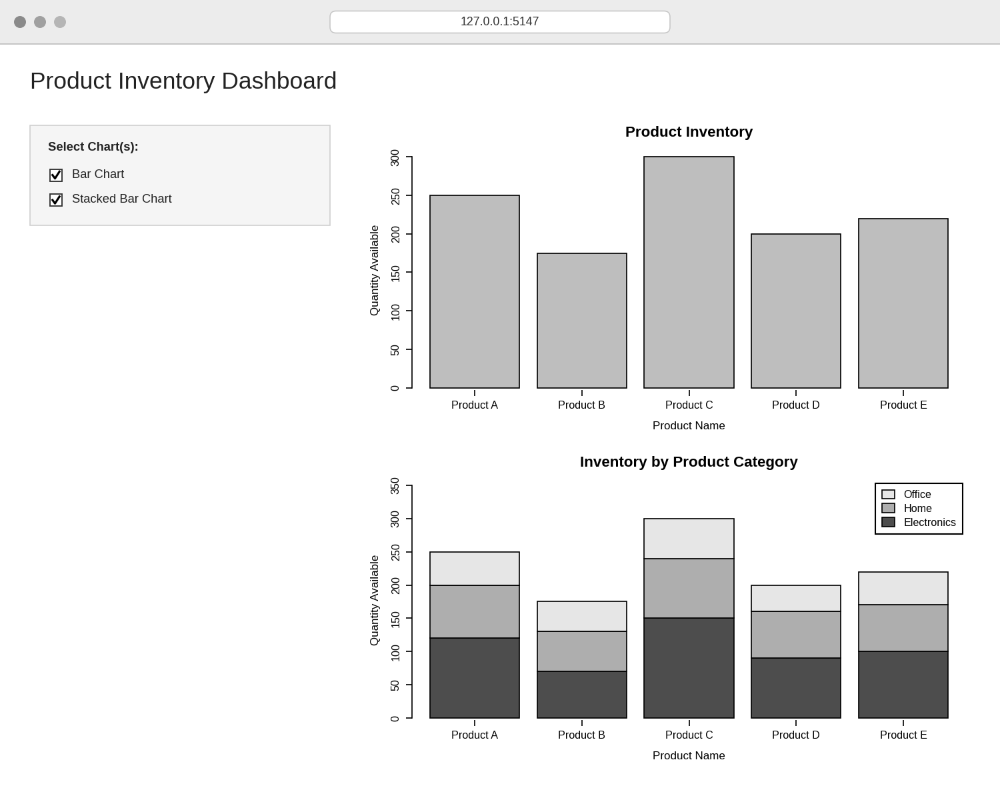 127.0.0.1:5147
Product Inventory Dashboard
Select Chart(s):
Bar Chart
Stacked Bar Chart
Product Inventory
Quantity Available
300
250
200
150
100
50
0
Product A Product B Product C Product D Product E
Product Name
Inventory by Product Category
Quantity Available
350
300
250
200
150
100
50
0
Office
Home
Electronics
Product A Product B Product C Product D Product E
Product Name